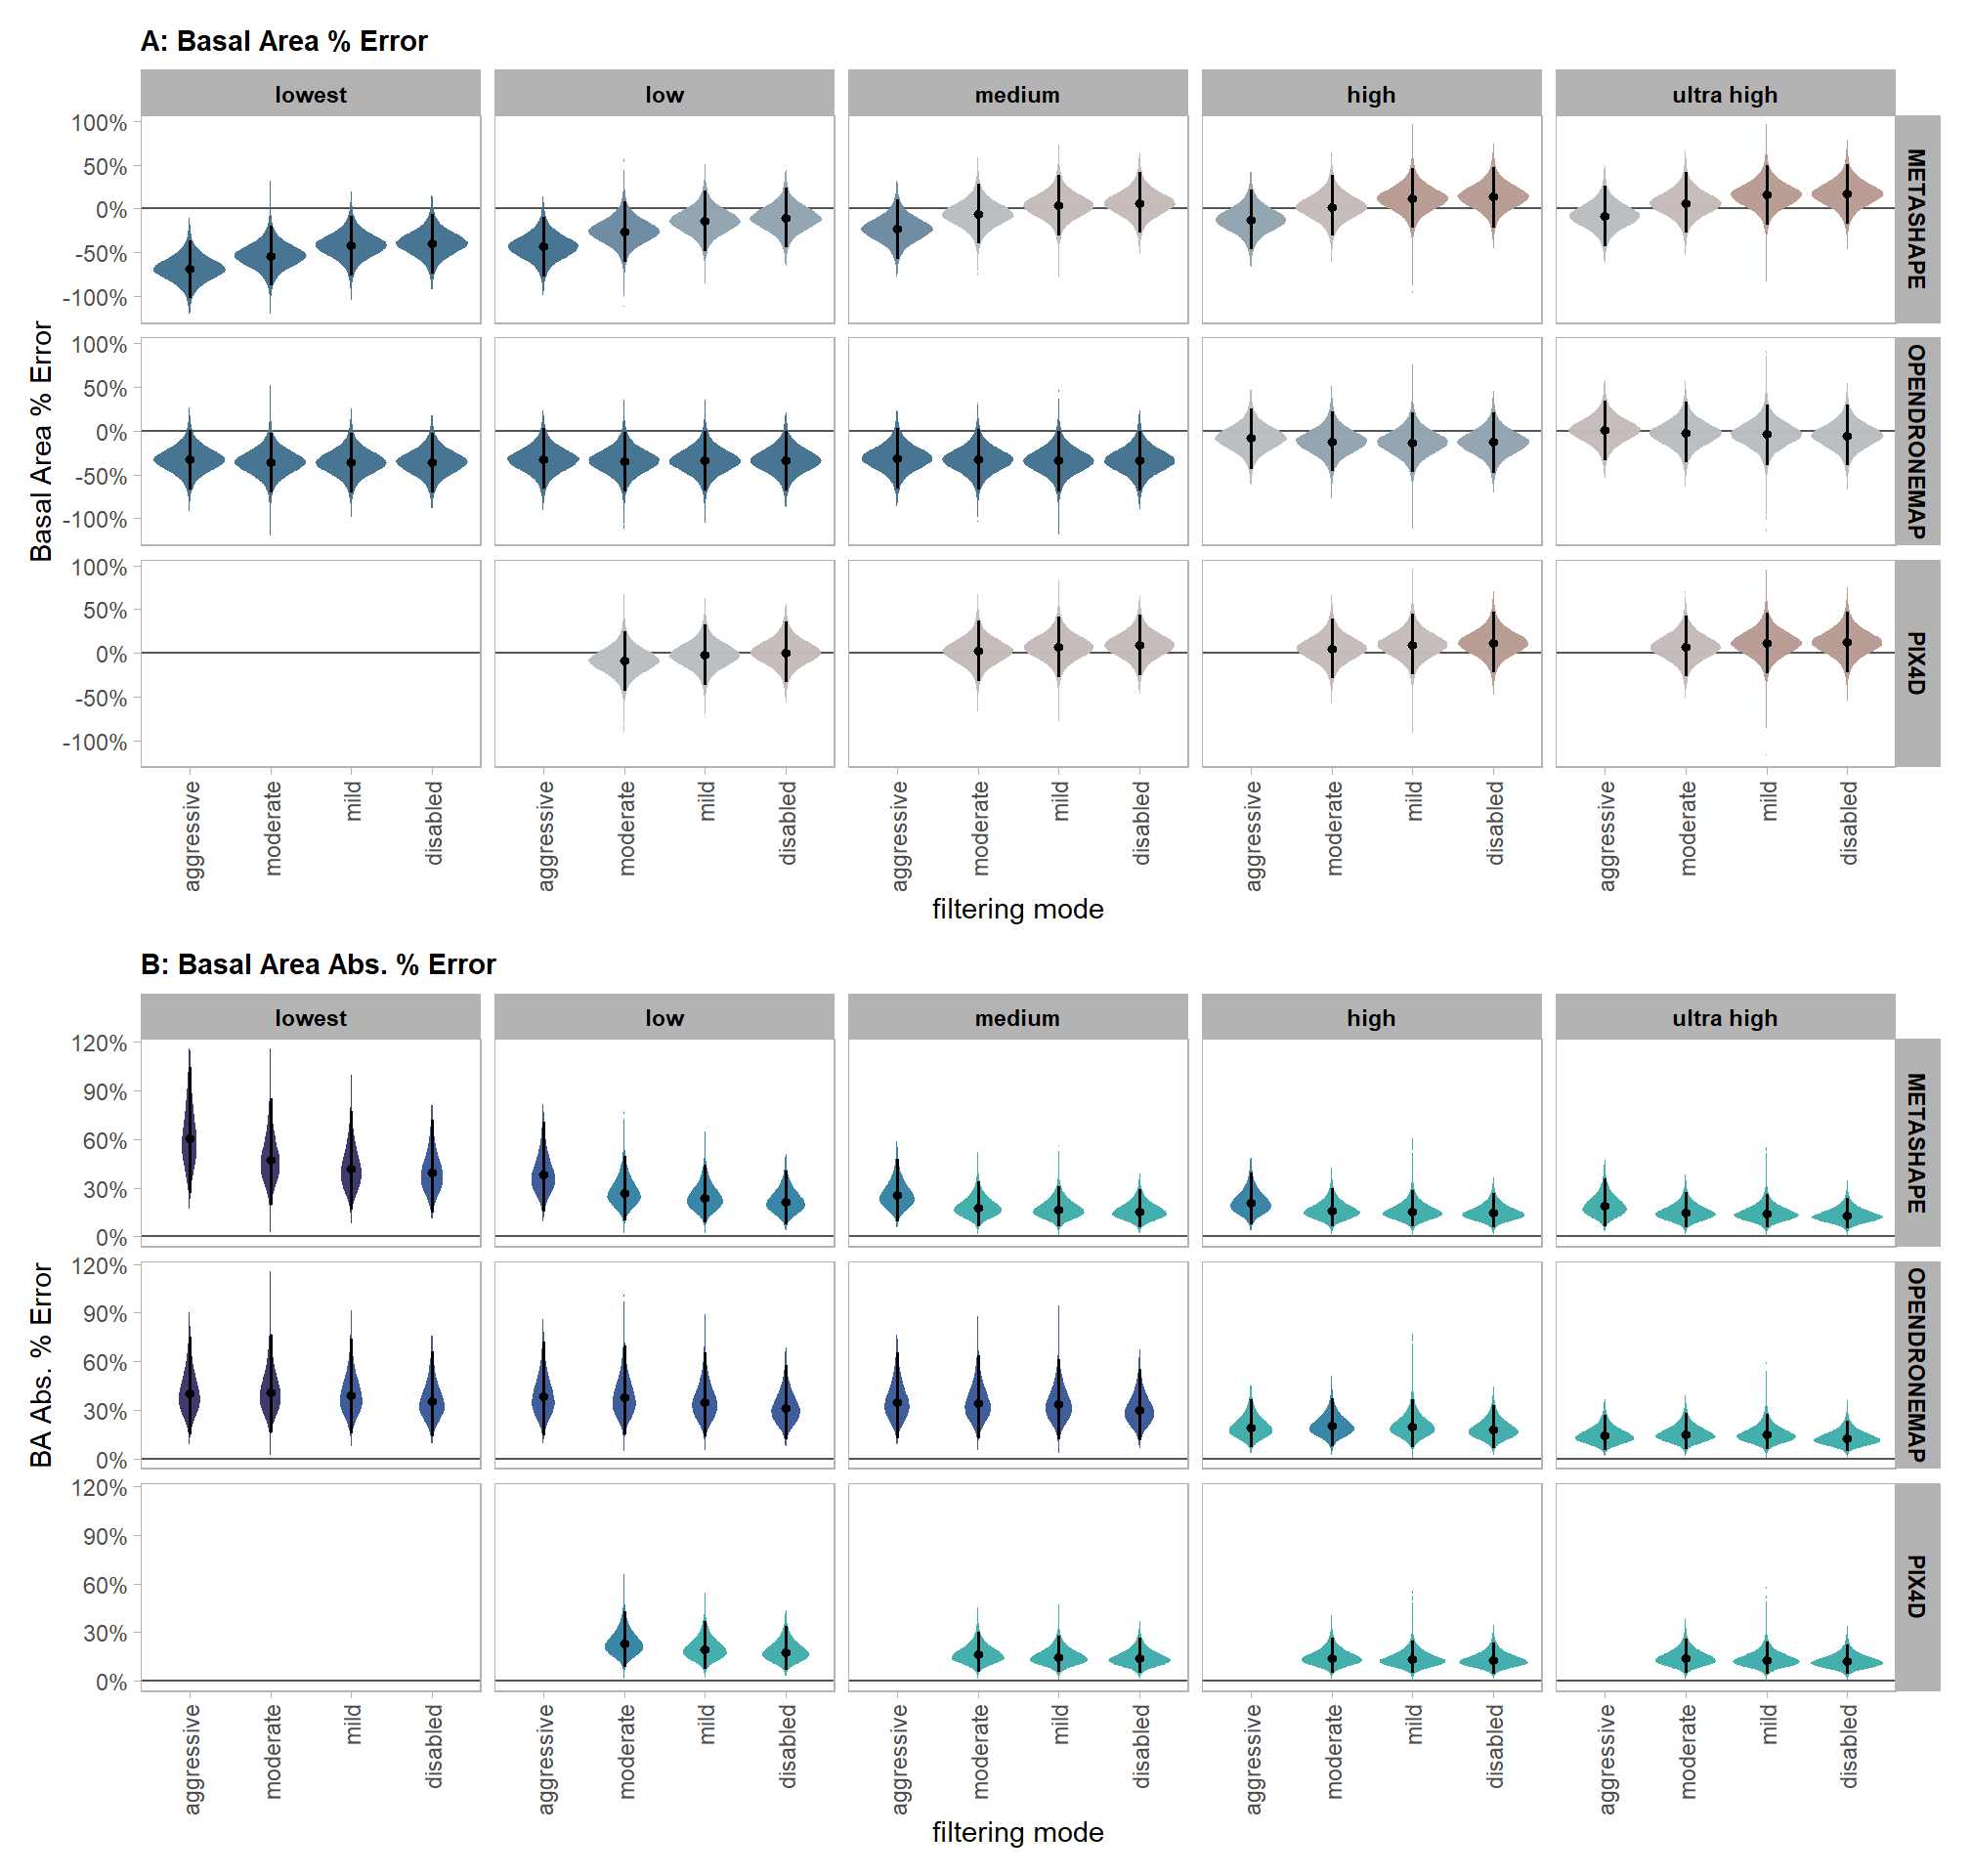 A: Basal Area % Error
lowest low medium high ultra high
100%
50%
0%
-50%
-100%
METASHAPE
100%
50%
0%
-50%
-100%
OPENDRONEMAP
100%
50%
0%
-50%
-100%
PIX4D
Basal Area % Error
aggressive moderate mild disabled aggressive moderate mild disabled aggressive moderate mild disabled aggressive moderate mild disabled aggressive moderate mild disabled
filtering mode
B: Basal Area Abs. % Error
lowest low medium high ultra high
120%
90%
60%
30%
0%
METASHAPE
120%
90%
60%
30%
0%
OPENDRONEMAP
120%
90%
60%
30%
0%
PIX4D
BA Abs. % Error
aggressive moderate mild disabled aggressive moderate mild disabled aggressive moderate mild disabled aggressive moderate mild disabled aggressive moderate mild disabled
filtering mode